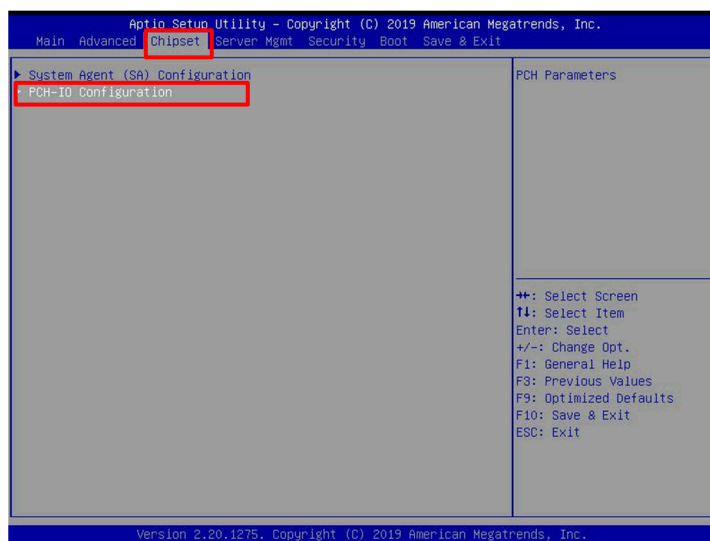 Aptio Setup Utility – Copyright (C) 2019 American Megatrends, Inc.
Main Advanced Chipset Server Mgmt Security Boot Save & Exit
▶ System Agent (SA) Configuration
▶ PCH-IO Configuration
PCH Parameters
→←: Select Screen
↑↓: Select Item
Enter: Select
+/-: Change Opt.
F1: General Help
F3: Previous Values
F9: Optimized Defaults
F10: Save & Exit
ESC: Exit
Version 2.20.1275. Copyright (C) 2019 American Megatrends, Inc.